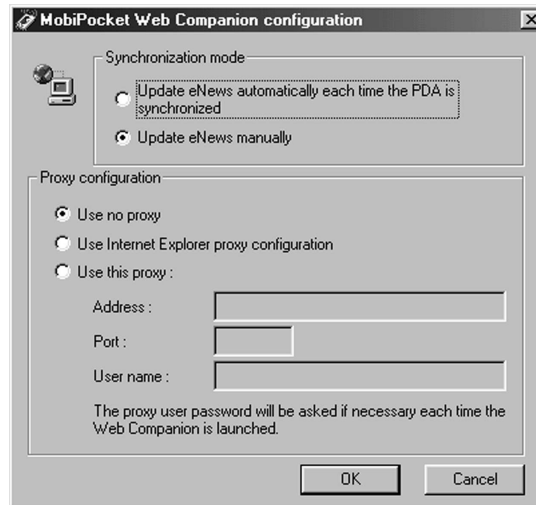 MobiPocket Web Companion configuration
Synchronization mode
Update eNews automatically each time the PDA is
synchronized
Update eNews manually
Proxy configuration
Use no proxy
Use Internet Explorer proxy configuration
Use this proxy :
Address :
Port :
User name :
The proxy user password will be asked if necessary each time the
Web Companion is launched.
OK
Cancel